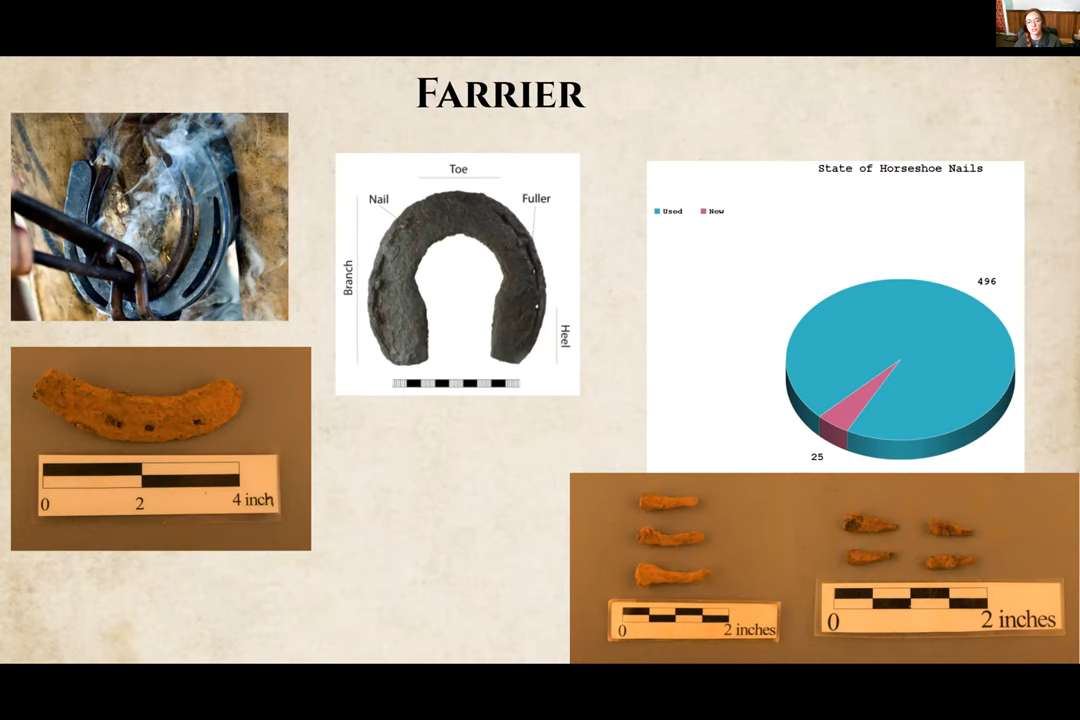 Farrier
Toe
Nail
Fuller
Branch
Heel
State of Horseshoe Nails
Used New
496
25
0 2 4 inch
0 2 inches
0 2 inches